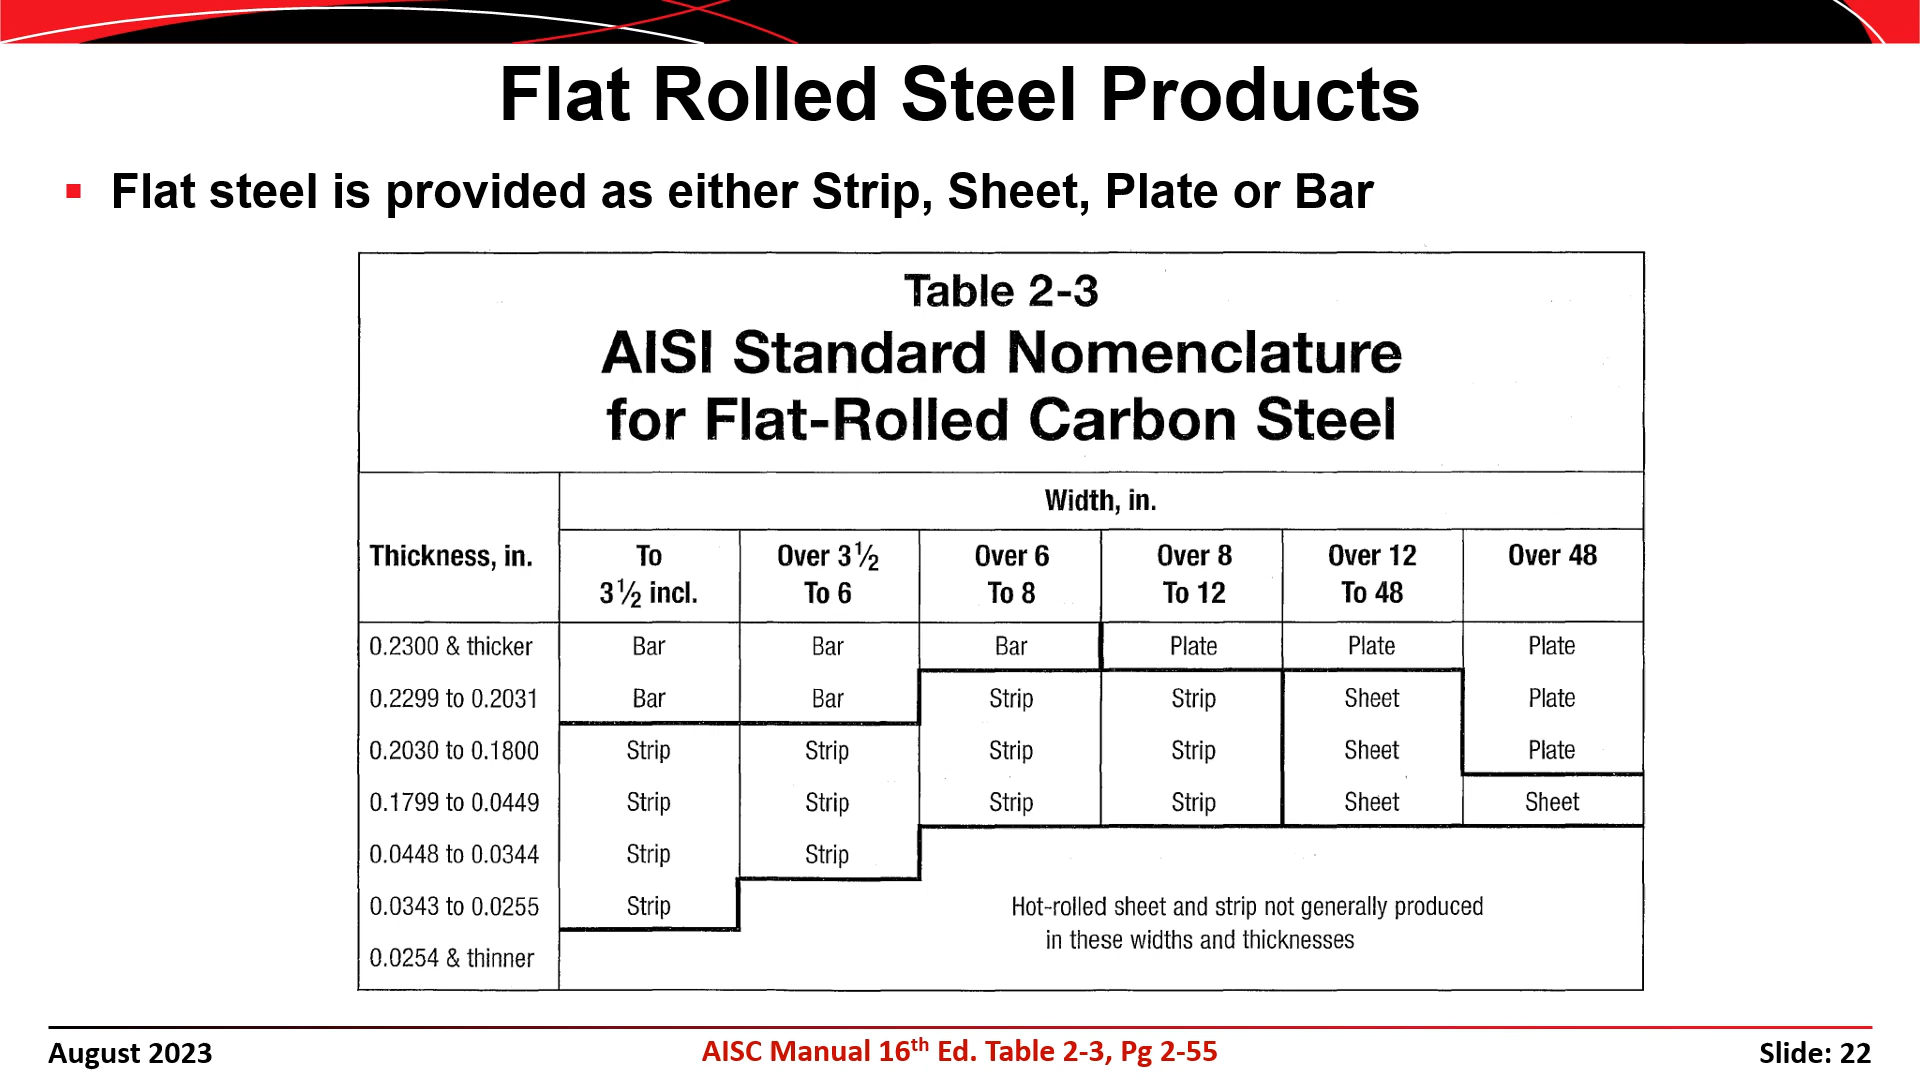 Flat Rolled Steel Products
▪ Flat steel is provided as either Strip, Sheet, Plate or Bar
Table 2-3
AISI Standard Nomenclature
for Flat-Rolled Carbon Steel
Width, in.
Thickness, in. To 3½ incl. Over 3½ To 6 Over 6 To 8 Over 8 To 12 Over 12 To 48 Over 48
0.2300 & thicker Bar Bar Bar Plate Plate Plate
0.2299 to 0.2031 Bar Bar Strip Strip Sheet Plate
0.2030 to 0.1800 Strip Strip Strip Strip Sheet Plate
0.1799 to 0.0449 Strip Strip Strip Strip Sheet Sheet
0.0448 to 0.0344 Strip Strip
0.0343 to 0.0255 Strip
Hot-rolled sheet and strip not generally produced
in these widths and thicknesses
0.0254 & thinner
August 2023
AISC Manual 16th Ed. Table 2-3, Pg 2-55
Slide: 22